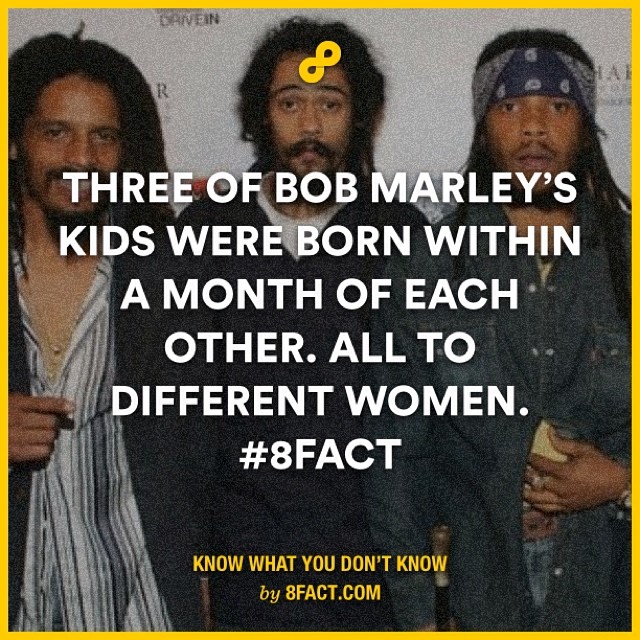 DRIVEIN
R
HAR
THREE OF BOB MARLEY'S
KIDS WERE BORN WITHIN
A MONTH OF EACH
OTHER. ALL TO
DIFFERENT WOMEN.
#8FACT
KNOW WHAT YOU DON'T KNOW
by 8FACT.COM